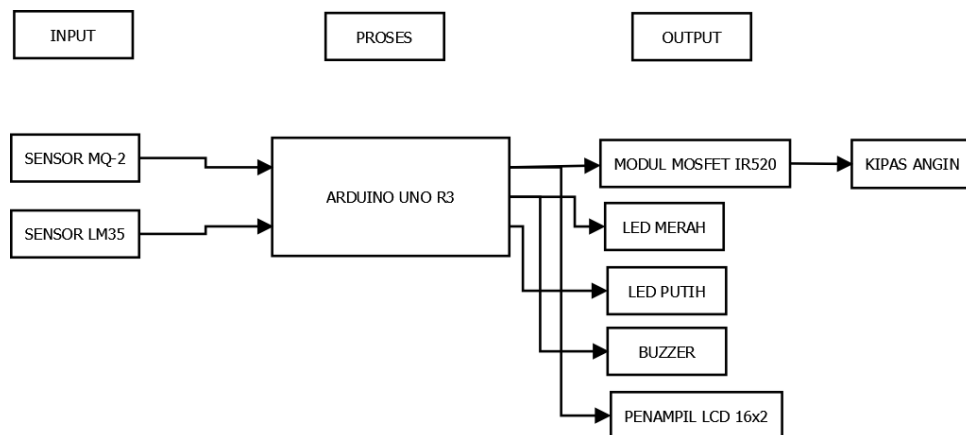 INPUT
PROSES
OUTPUT
SENSOR MQ-2
SENSOR LM35
ARDUINO UNO R3
MODUL MOSFET IR520
KIPAS ANGIN
LED MERAH
LED PUTIH
BUZZER
PENAMPIL LCD 16x2